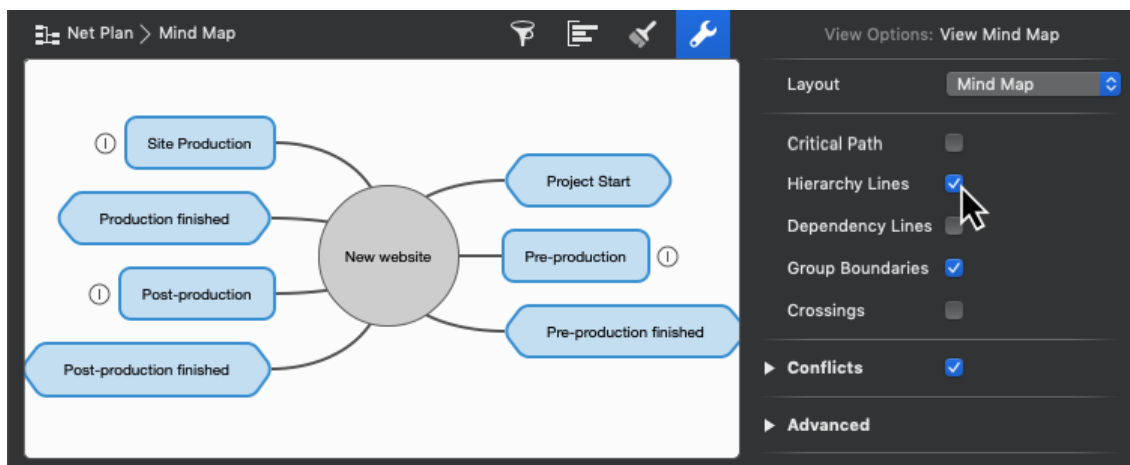 Net Plan > Mind Map
View Options: View Mind Map
Layout
Mind Map
Site Production
Production finished
Post-production
Post-production finished
New website
Project Start
Pre-production
Pre-production finished
Critical Path
Hierarchy Lines
Dependency Lines
Group Boundaries
Crossings
Conflicts
Advanced